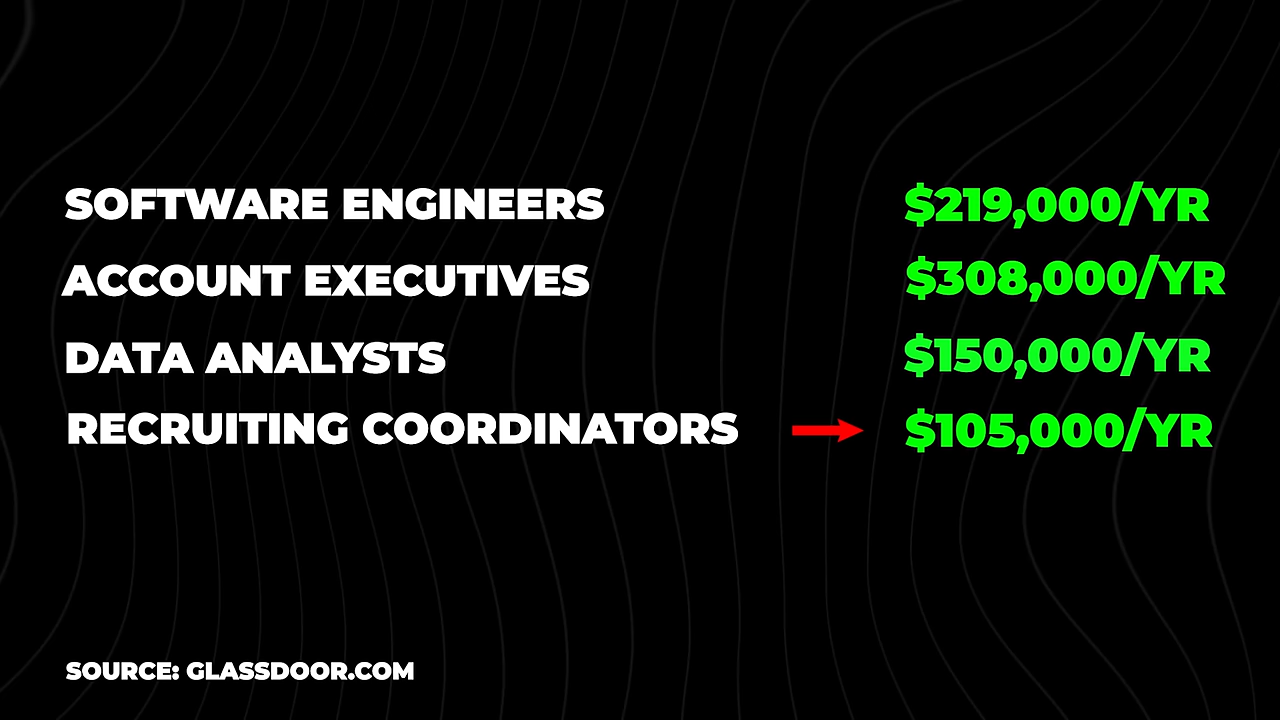 SOFTWARE ENGINEERS $219,000/YR
ACCOUNT EXECUTIVES $308,000/YR
DATA ANALYSTS $150,000/YR
RECRUITING COORDINATORS $105,000/YR
SOURCE: GLASSDOOR.COM